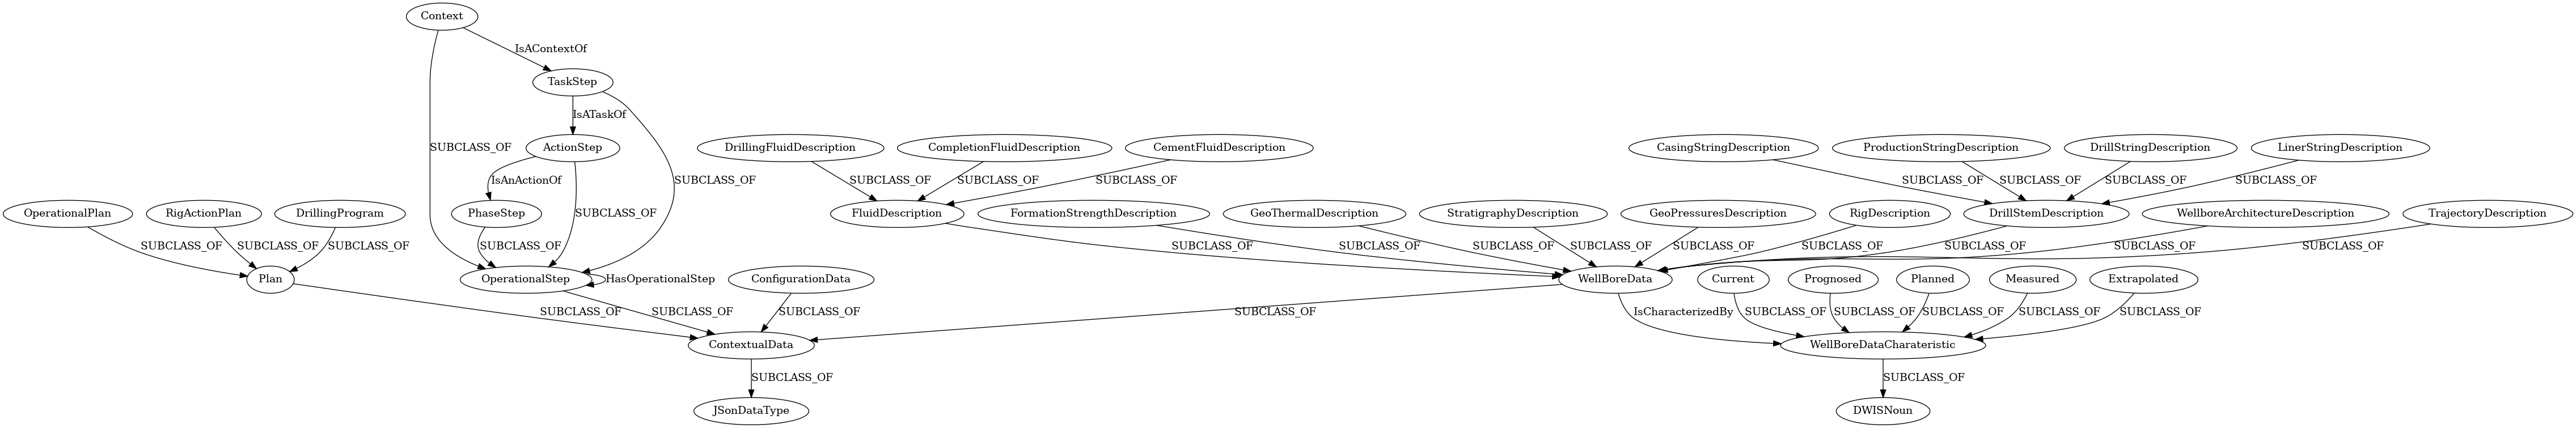 Context
IsAContextOf
TaskStep
IsATaskOf
DrillingFluidDescription
CompletionFluidDescription
CementFluidDescription
CasingStringDescription
ProductionStringDescription
DrillStringDescription
LinerStringDescription
SUBCLASS_OF
ActionStep
IsAnActionOf
SUBCLASS_OF
SUBCLASS_OF
SUBCLASS_OF
SUBCLASS_OF
SUBCLASS_OF
SUBCLASS_OF
SUBCLASS_OF
SUBCLASS_OF
SUBCLASS_OF
OperationalPlan
RigActionPlan
DrillingProgram
PhaseStep
SUBCLASS_OF
FluidDescription
FormationStrengthDescription
GeoThermalDescription
StratigraphyDescription
GeoPressuresDescription
RigDescription
DrillStemDescription
WellboreArchitectureDescription
TrajectoryDescription
SUBCLASS_OF
SUBCLASS_OF
SUBCLASS_OF
SUBCLASS_OF
SUBCLASS_OF
SUBCLASS_OF
SUBCLASS_OF
SUBCLASS_OF
SUBCLASS_OF
SUBCLASS_OF
SUBCLASS_OF
SUBCLASS_OF
SUBCLASS_OF
Plan
OperationalStep
HasOperationalStep
ConfigurationData
WellBoreData
Current
Prognosed
Planned
Measured
Extrapolated
SUBCLASS_OF
SUBCLASS_OF
SUBCLASS_OF
SUBCLASS_OF
IsCharacterizedBy
SUBCLASS_OF
SUBCLASS_OF
SUBCLASS_OF
SUBCLASS_OF
SUBCLASS_OF
ContextualData
WellBoreDataCharateristic
SUBCLASS_OF
SUBCLASS_OF
JSonDataType
DWISNoun